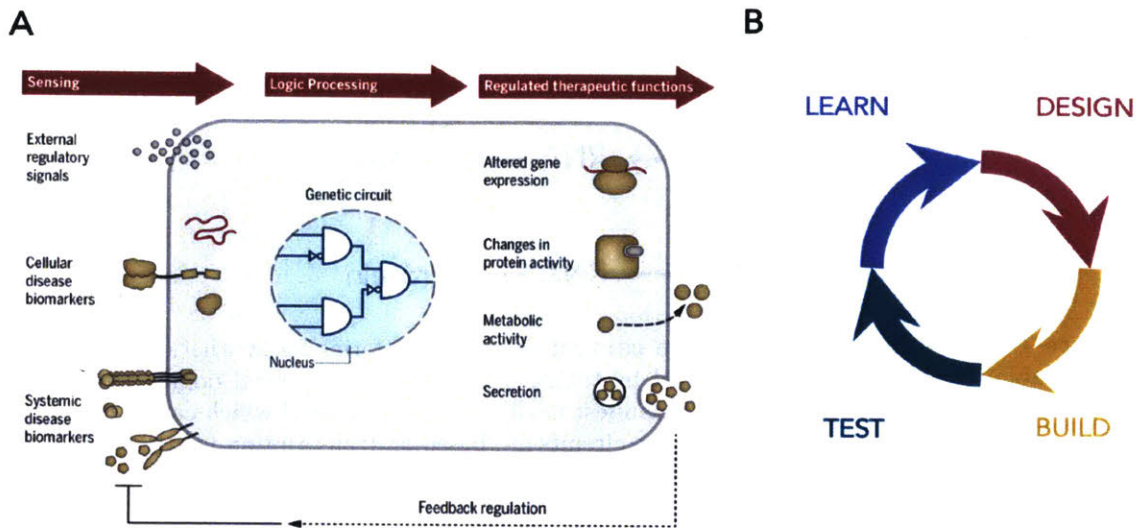 A
B
Sensing
Logic Processing
Regulated therapeutic functions
External
regulatory
signals
Cellular
disease
biomarkers
Systemic
disease
biomarkers
Genetic circuit
Nucleus
Altered gene
expression
Changes in
protein activity
Metabolic
activity
Secretion
Feedback regulation
LEARN
DESIGN
TEST
BUILD